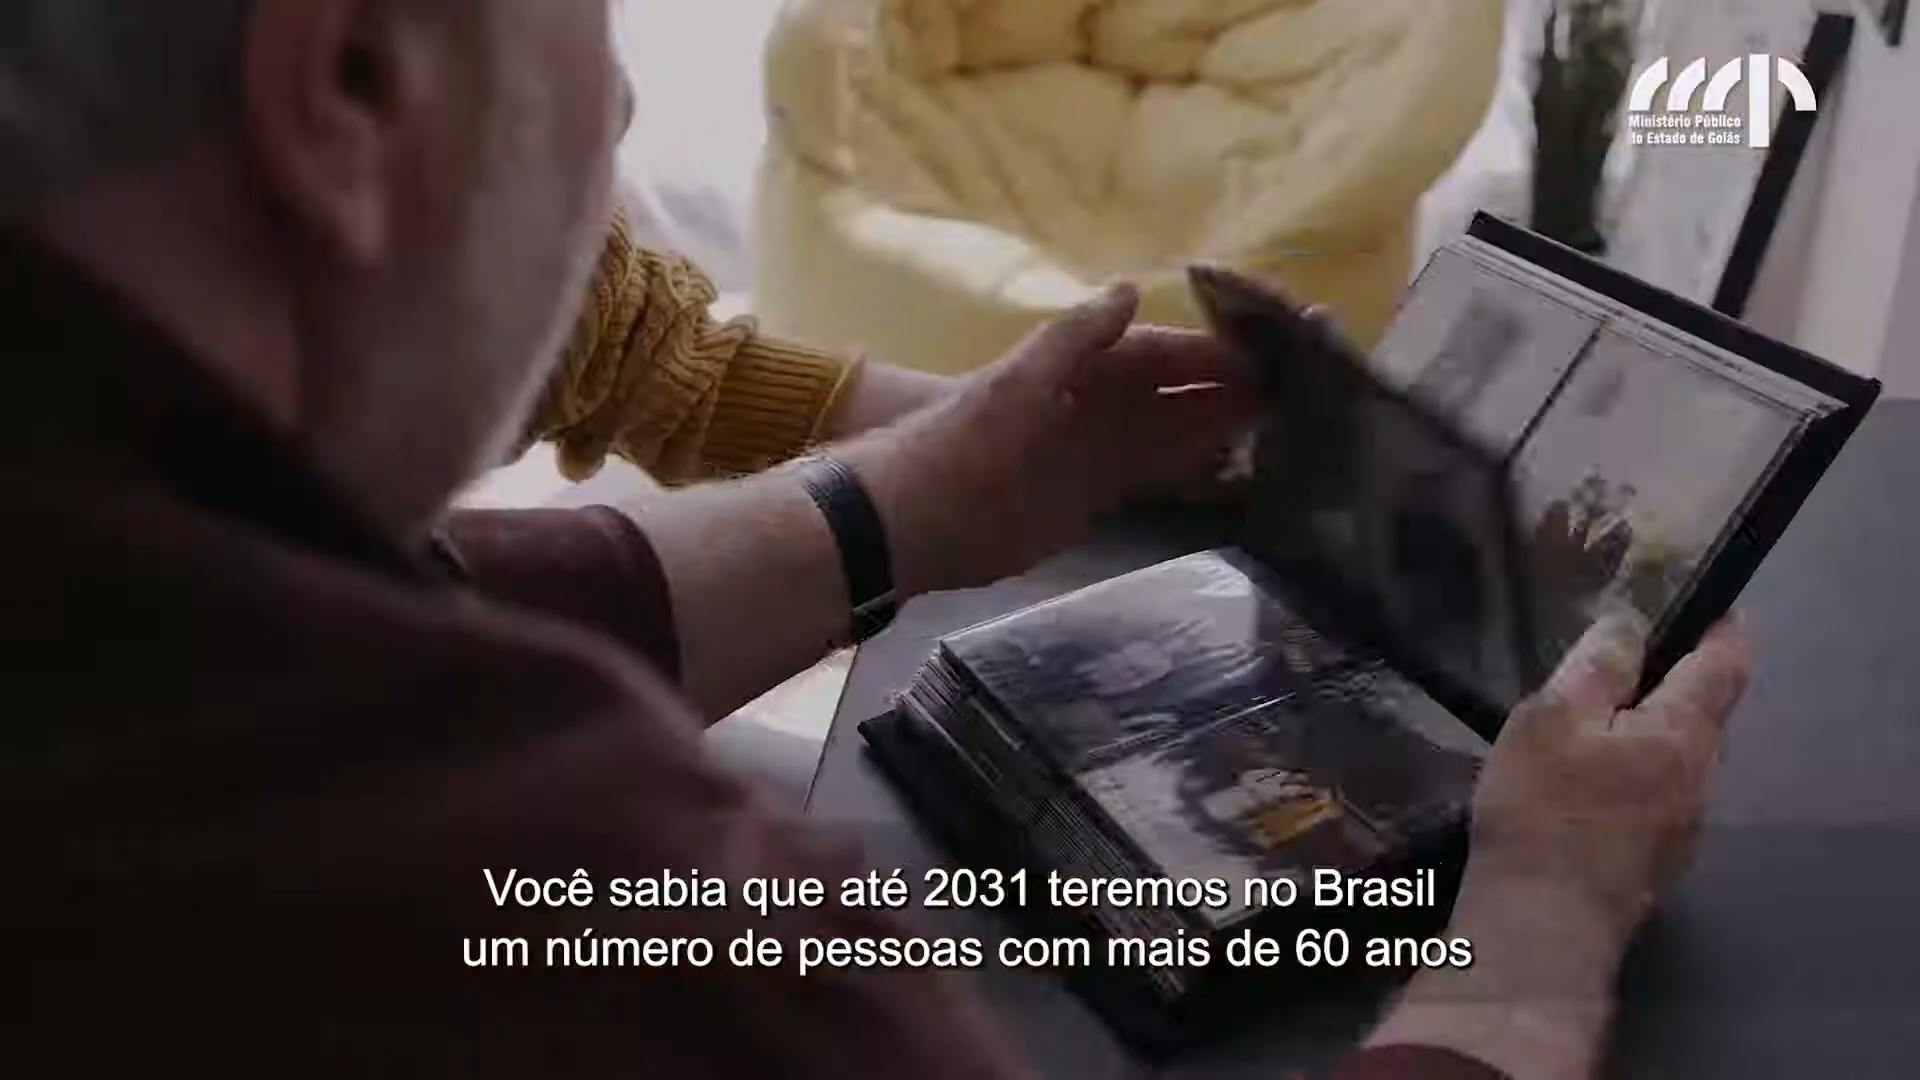 Ministério Público
do Estado de Goiás
Você sabia que até 2031 teremos no Brasil
um número de pessoas com mais de 60 anos